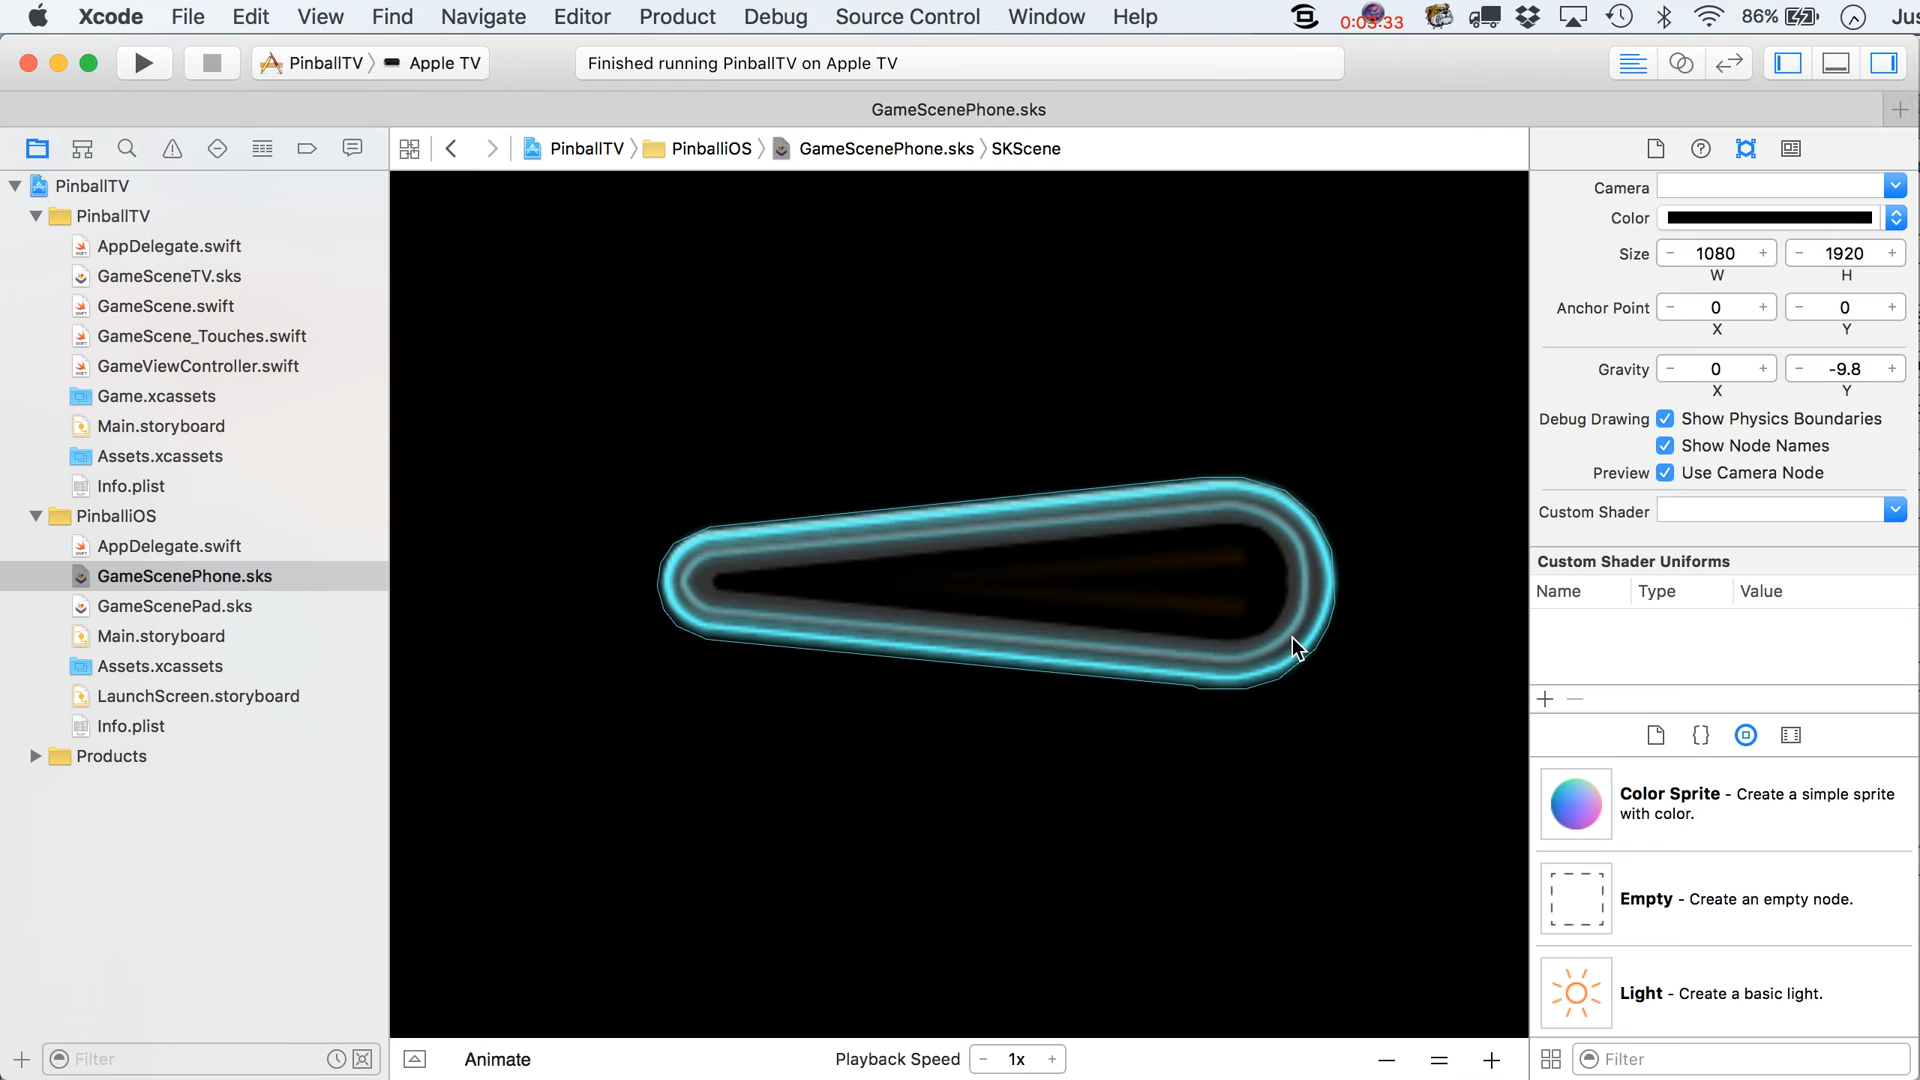 Xcode File Edit View Find Navigate Editor Product Debug Source Control Window Help 0:03:33 86% Jus
PinballTV Apple TV Finished running PinballTV on Apple TV
GameScenePhone.sks
PinballTV PinballiOS GameScenePhone.sks SKScene
PinballTV
PinballTV
AppDelegate.swift
GameSceneTV.sks
GameScene.swift
GameScene_Touches.swift
GameViewController.swift
Game.xcassets
Main.storyboard
Assets.xcassets
Info.plist
PinballiOS
AppDelegate.swift
GameScenePhone.sks
GameScenePad.sks
Main.storyboard
Assets.xcassets
LaunchScreen.storyboard
Info.plist
Products
Filter
Animate Playback Speed - 1x +
Camera
Color
Size - 1080 + - 1920 +
W H
Anchor Point - 0 + - 0 +
X Y
Gravity - 0 + - -9.8 +
X Y
Debug Drawing Show Physics Boundaries
Show Node Names
Preview Use Camera Node
Custom Shader
Custom Shader Uniforms
Name Type Value
Color Sprite - Create a simple sprite
with color.
Empty - Create an empty node.
Light - Create a basic light.
Filter